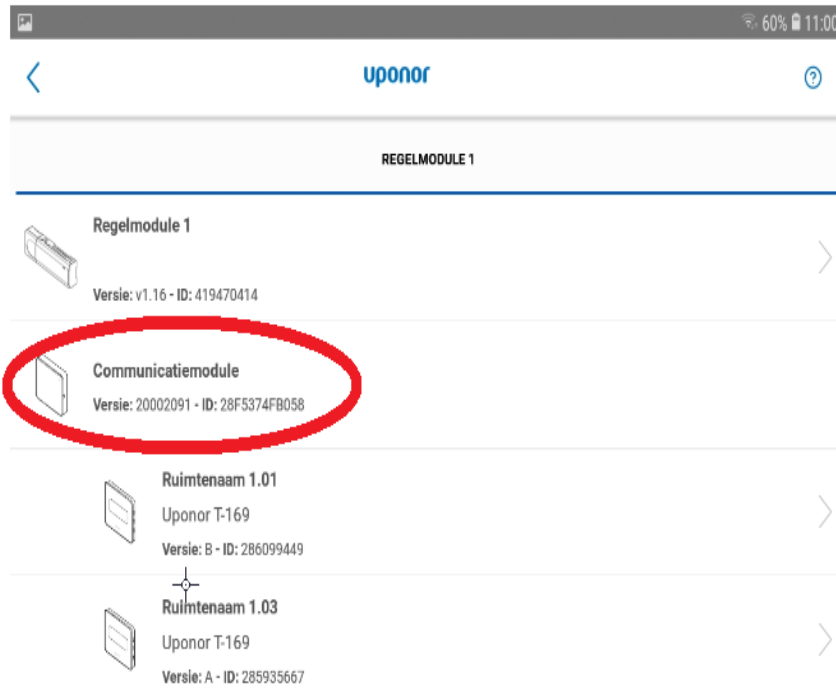 60% 11:00
uponor
REGELMODULE 1
Regelmodule 1
Versie: v1.16 - ID: 419470414
Communicatiemodule
Versie: 20002091 - ID: 28F5374FB058
Ruimtenaam 1.01
Uponor T-169
Versie: B - ID: 286099449
Ruimtenaam 1.03
Uponor T-169
Versie: A - ID: 285935667